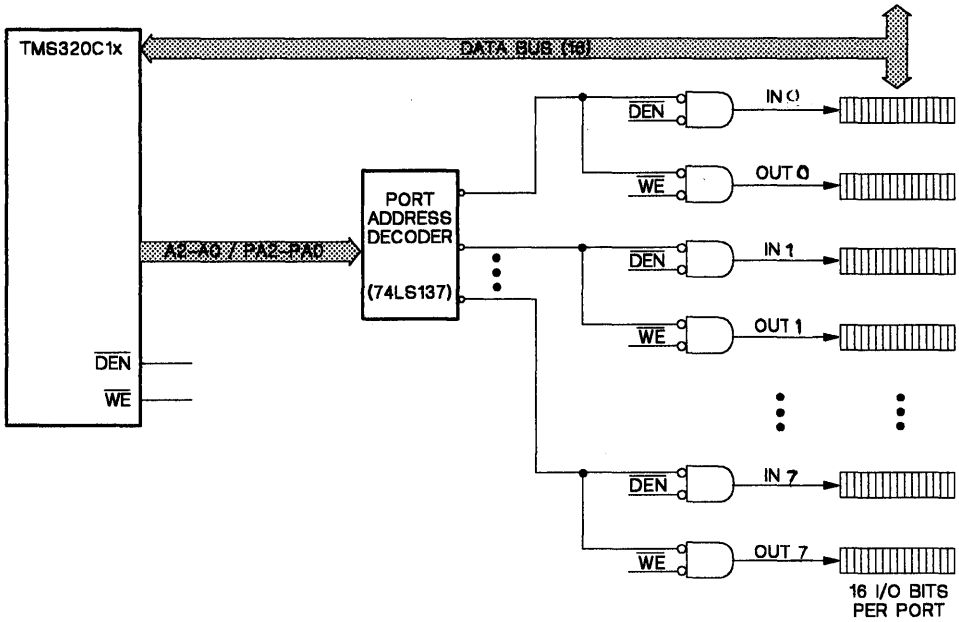 TMS320C1x
DATA BUS (16)
IN 0
DEN
OUT 0
WE
PORT
ADDRESS
DECODER
(74LS137)
A2-A0 / PA2-PA0
IN 1
DEN
OUT 1
WE
DEN
WE
IN 7
DEN
OUT 7
WE
16 I/O BITS
PER PORT